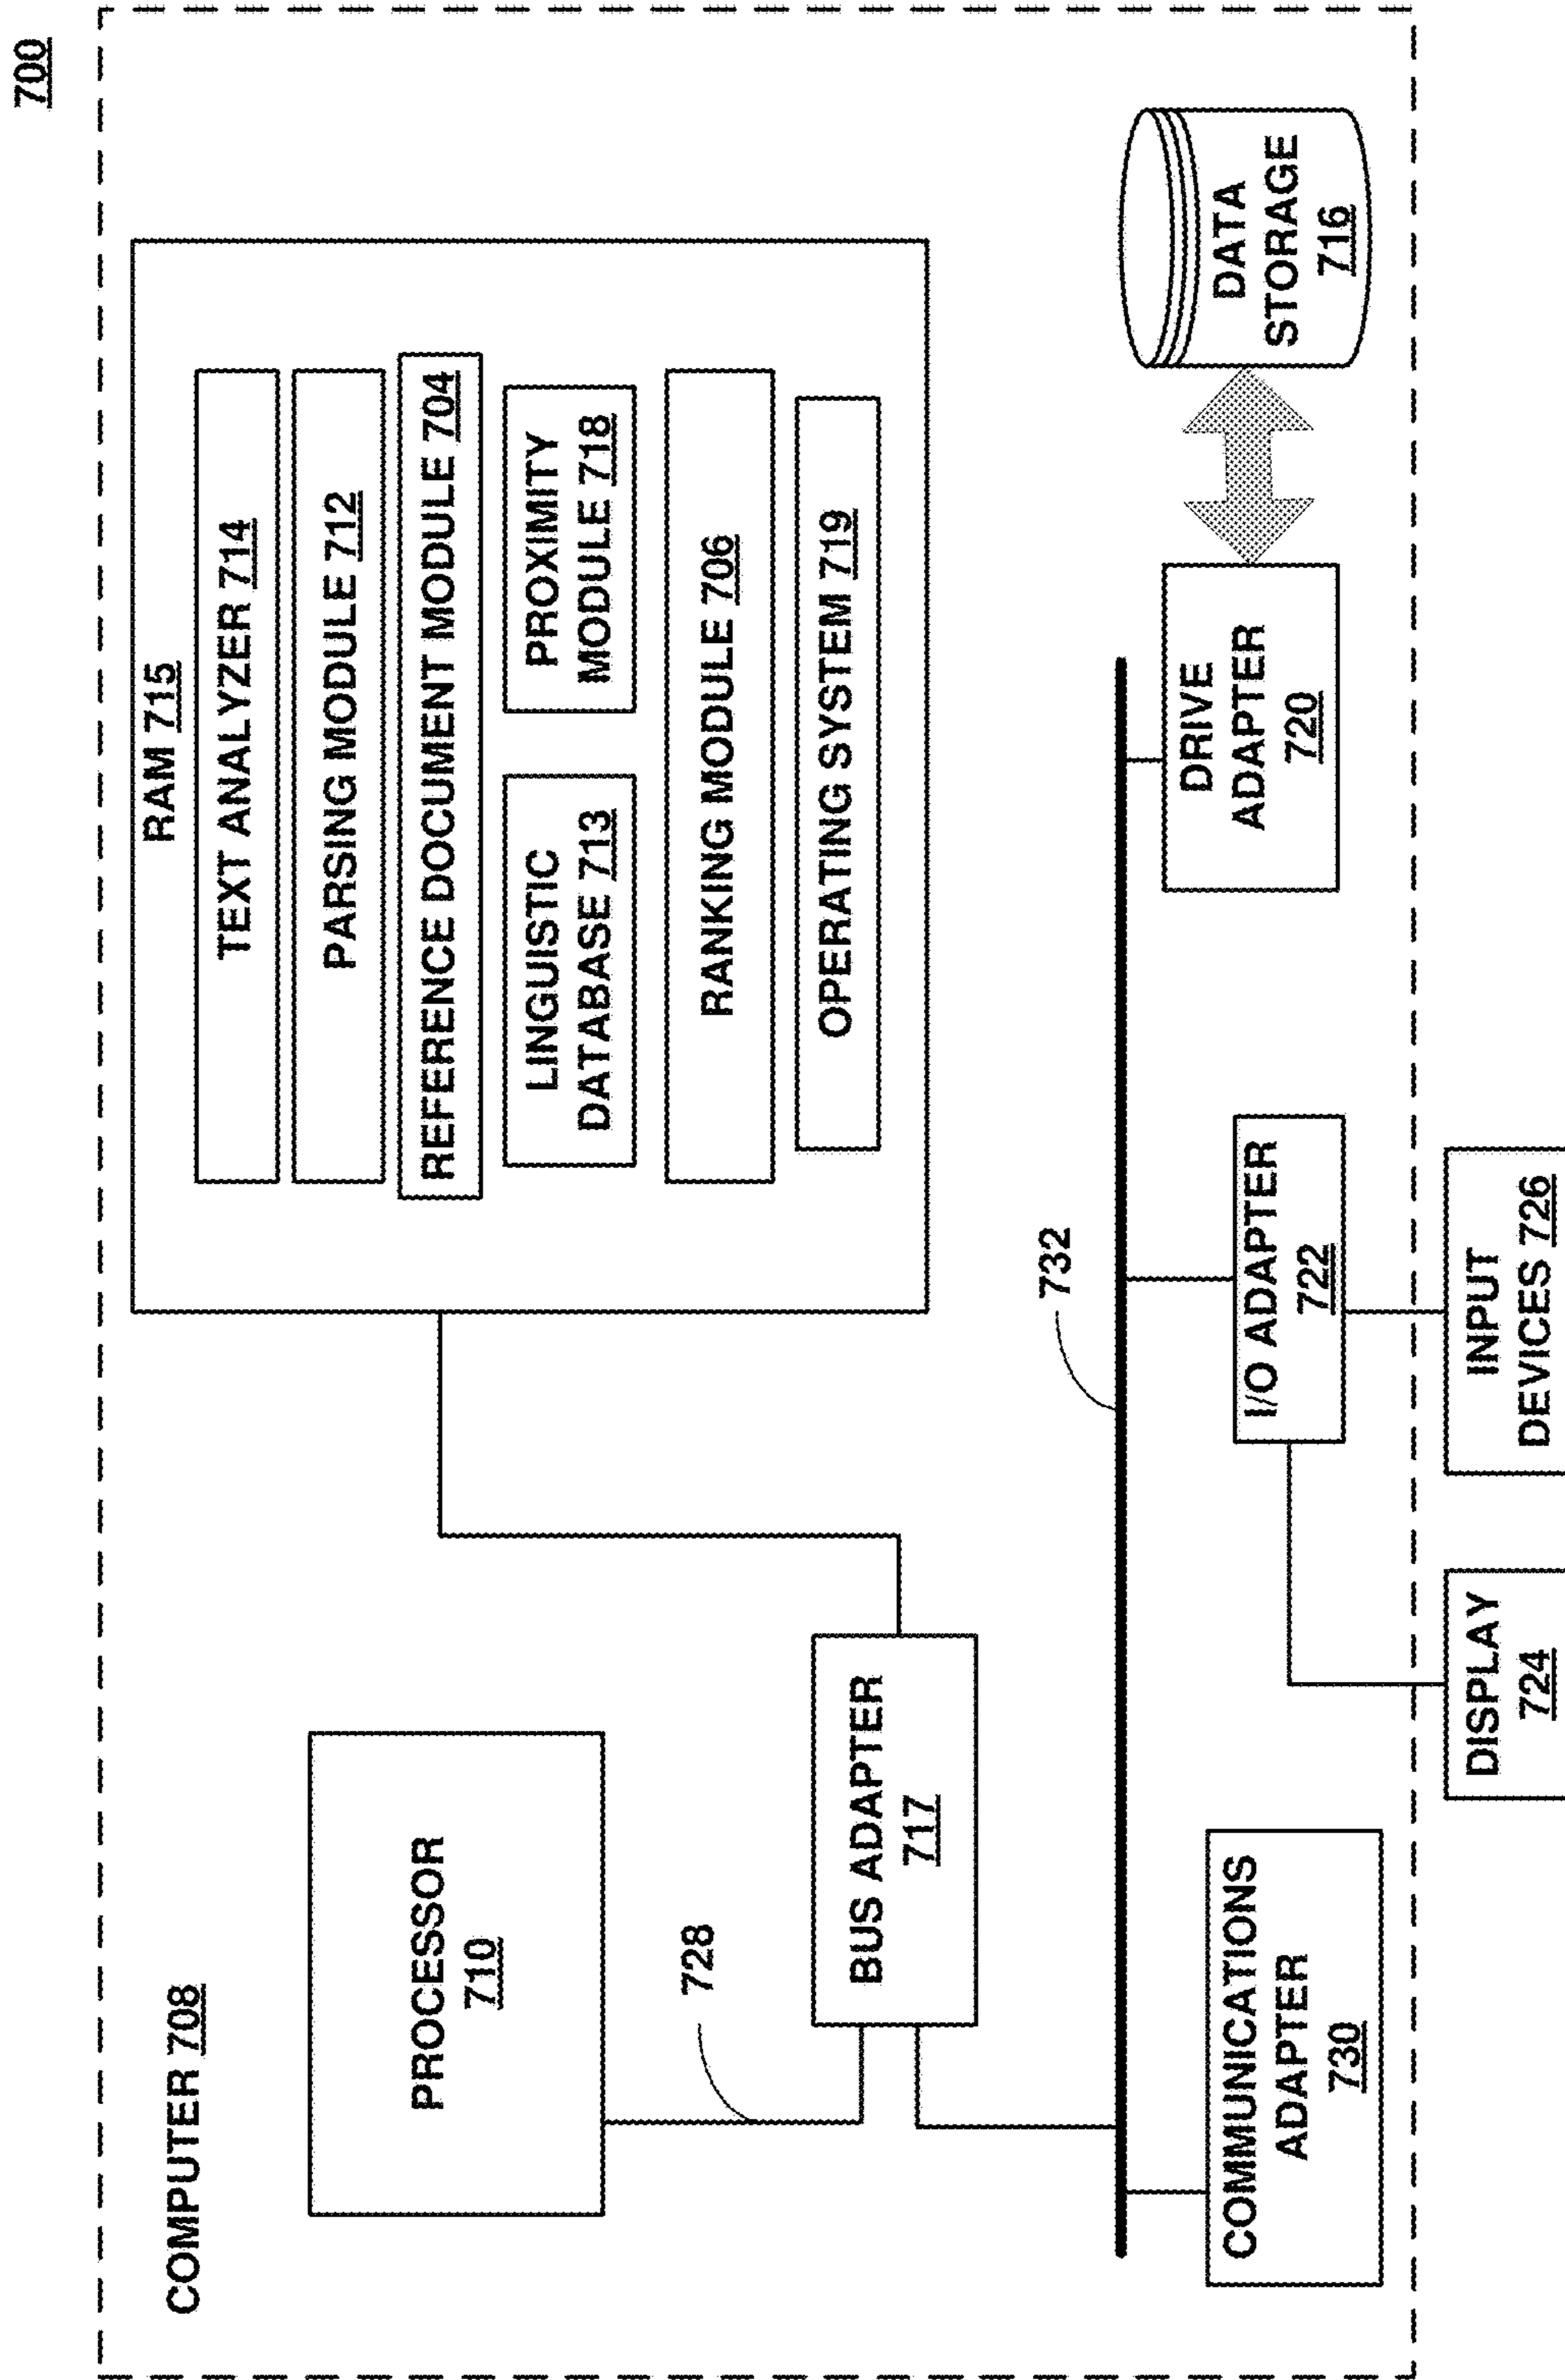 700
COMPUTER 708
RAM 715
TEXT ANALYZER 714
PARSING MODULE 712
REFERENCE DOCUMENT MODULE 704
LINGUISTIC
DATABASE 713
PROXIMITY
MODULE 718
RANKING MODULE 706
OPERATING SYSTEM 719
PROCESSOR
710
728
BUS ADAPTER
717
732
COMMUNICATIONS
ADAPTER
730
I/O ADAPTER
722
DRIVE
ADAPTER
720
DATA
STORAGE
716
DISPLAY
724
INPUT
DEVICES 726